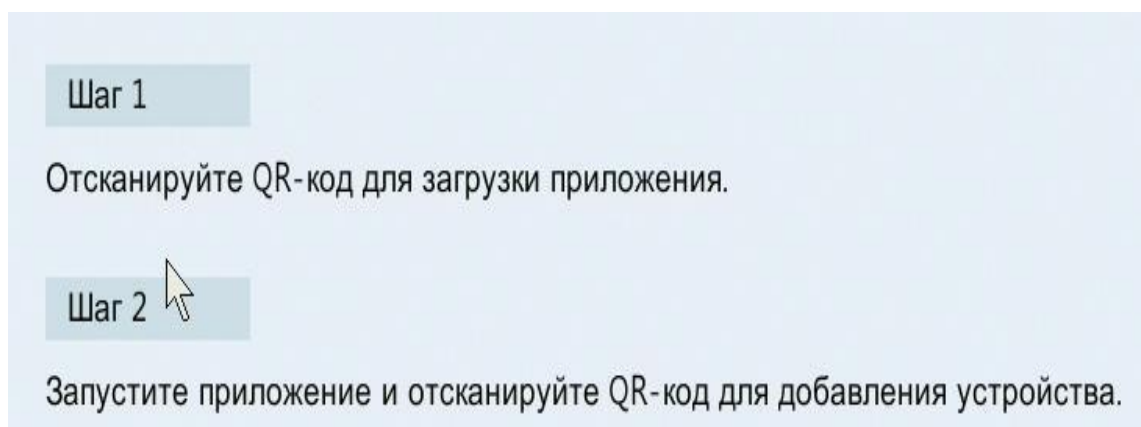 Шаг 1
Отсканируйте QR-код для загрузки приложения.
Шаг 2
Запустите приложение и отсканируйте QR-код для добавления устройства.